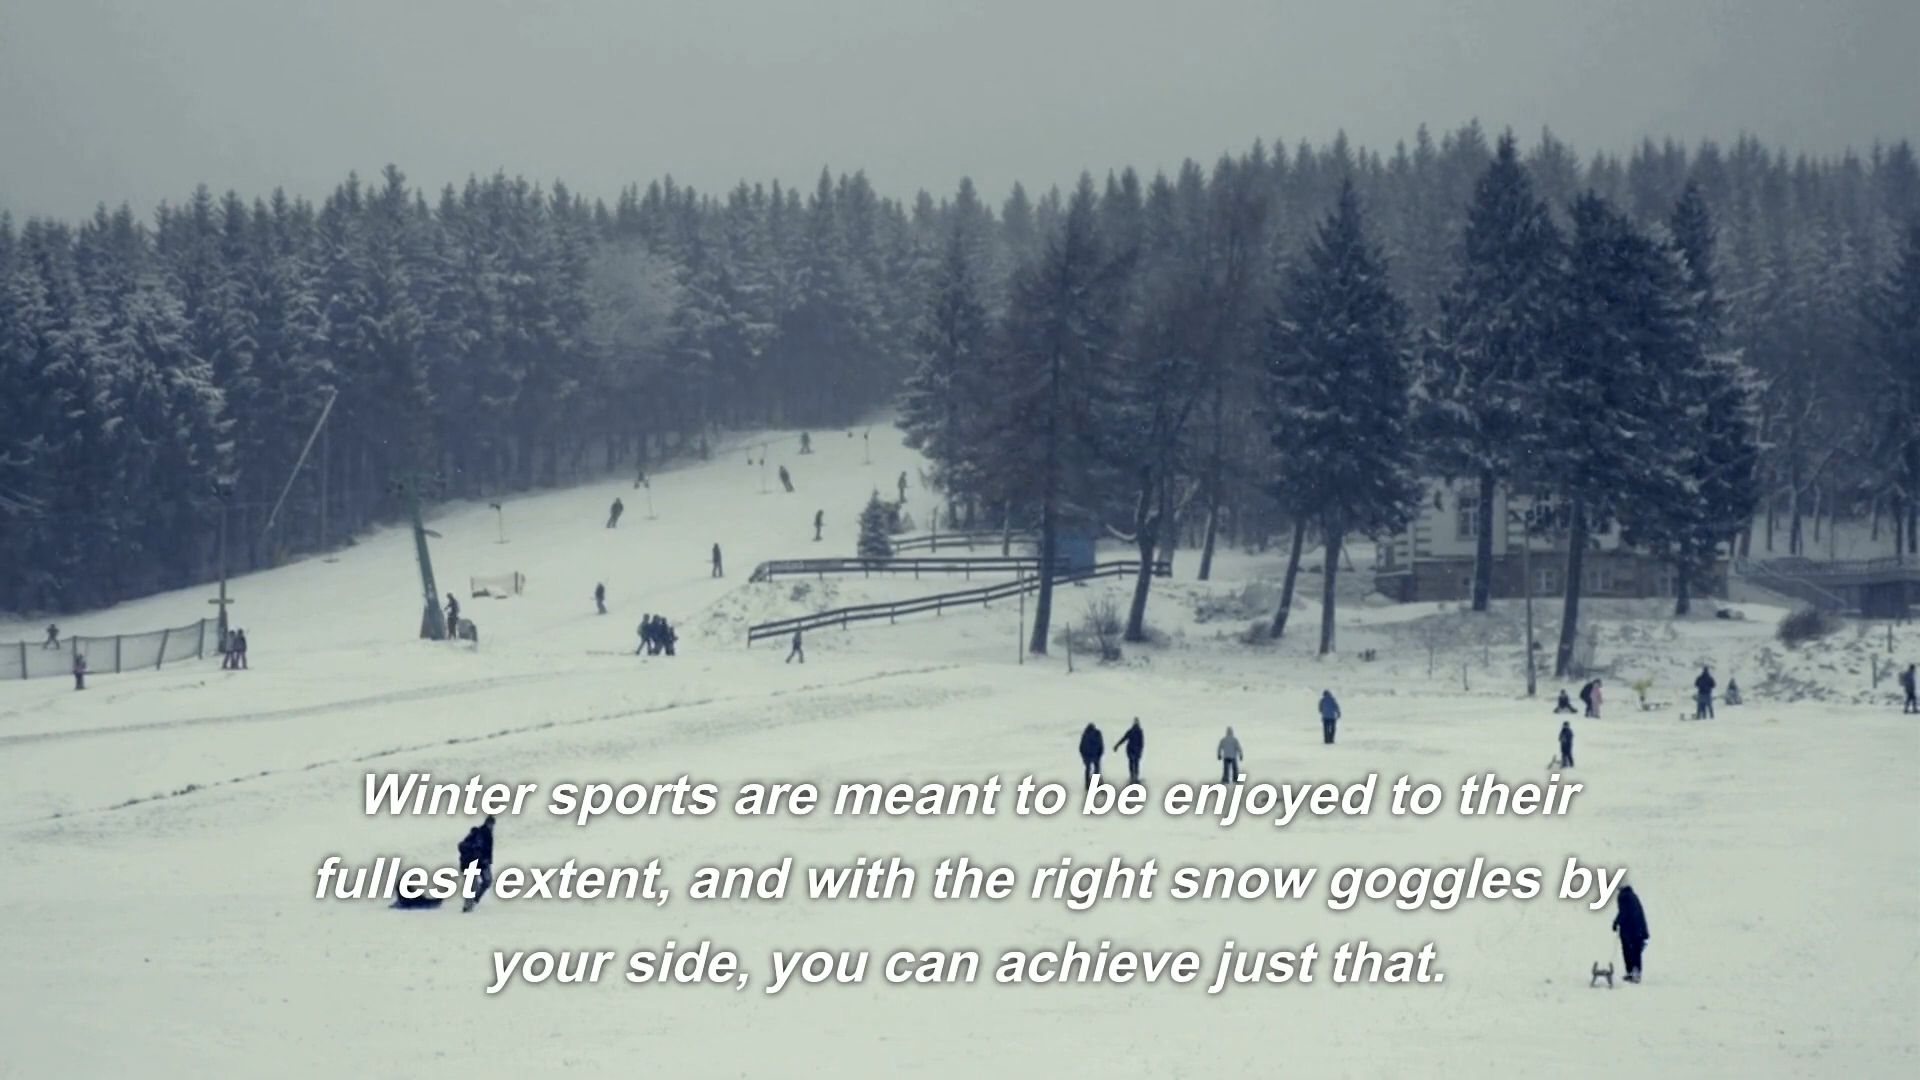 Winter sports are meant to be enjoyed to their
fullest extent, and with the right snow goggles by
your side, you can achieve just that.